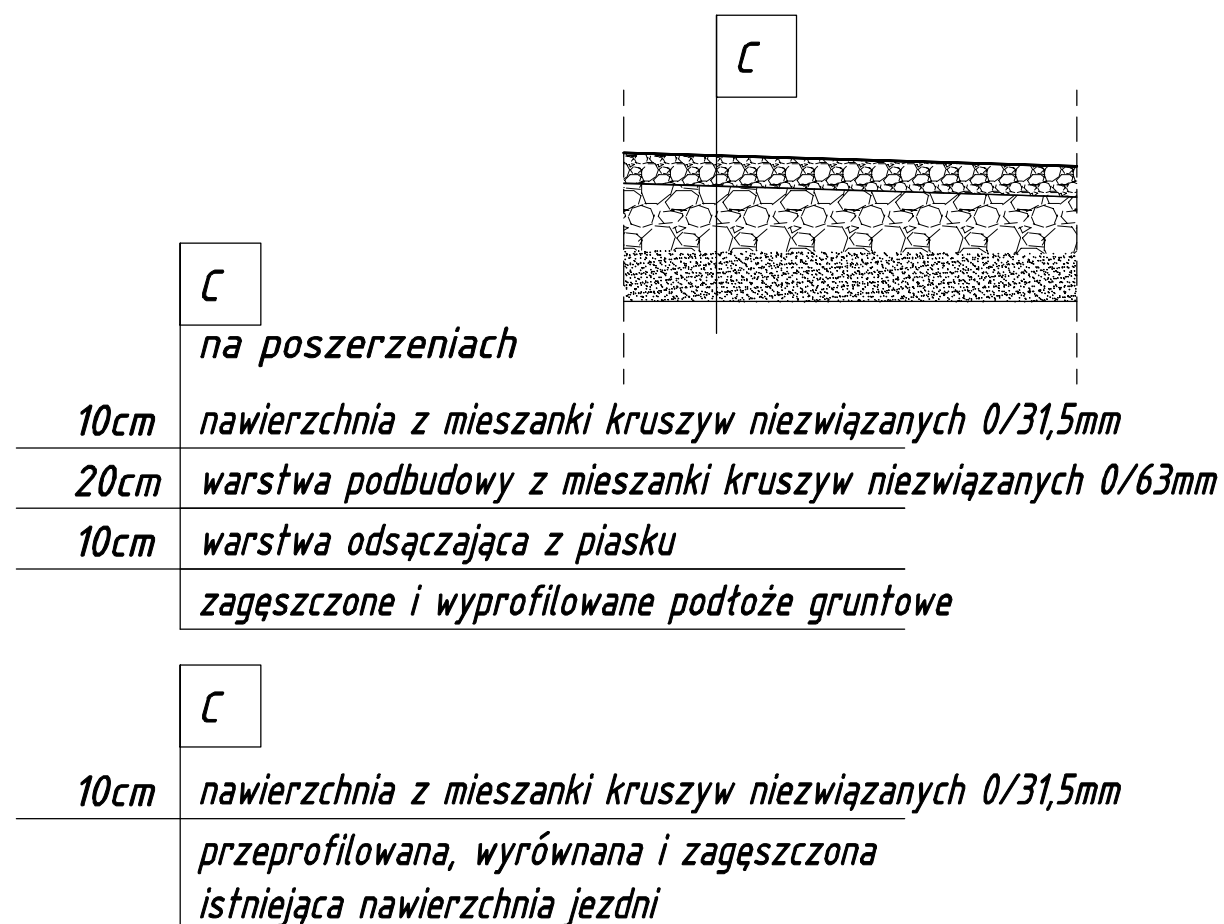 C
C
na poszerzeniach
10cm nawierzchnia z mieszanki kruszyw niezwiązanych 0/31,5mm
20cm warstwa podbudowy z mieszanki kruszyw niezwiązanych 0/63mm
10cm warstwa odsączająca z piasku
zagęszczone i wyprofilowane podłoże gruntowe
C
10cm nawierzchnia z mieszanki kruszyw niezwiązanych 0/31,5mm
przeprofilowana, wyrównana i zagęszczona
istniejąca nawierzchnia jezdni